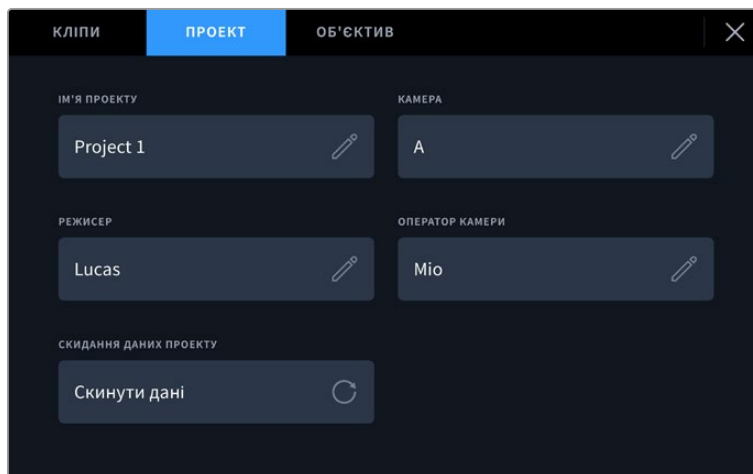 КЛІПИ ПРОЕКТ ОБ'ЄКТИВ
ІМ'Я ПРОЕКТУ КАМЕРА
Project 1 A
РЕЖИСЕР ОПЕРАТОР КАМЕРИ
Lucas Mio
СКИДАННЯ ДАНИХ ПРОЕКТУ
Скинути дані